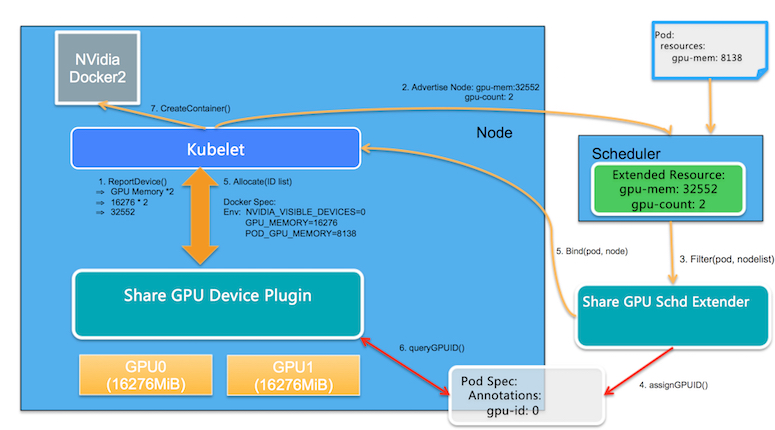 NVidia
Docker2
Pod:
resources:
gpu-mem: 8138
2. Advertise Node: gpu-mem:32552
gpu-count: 2
7. CreateContainer()
Node
Kubelet
Scheduler
Extended Resource:
gpu-mem: 32552
gpu-count: 2
1. ReportDevice()
⇒ GPU Memory *2
⇒ 16276 * 2
⇒ 32552
5. Allocate(ID list)
Docker Spec:
Env: NVIDIA_VISIBLE_DEVICES=0
GPU_MEMORY=16276
POD_GPU_MEMORY=8138
5. Bind(pod, node)
3. Filter(pod, nodelist)
Share GPU Device Plugin
Share GPU Schd Extender
6. queryGPUID()
GPU0
(16276MiB)
GPU1
(16276MiB)
Pod Spec:
Annotations:
gpu-id: 0
4. assignGPUID()